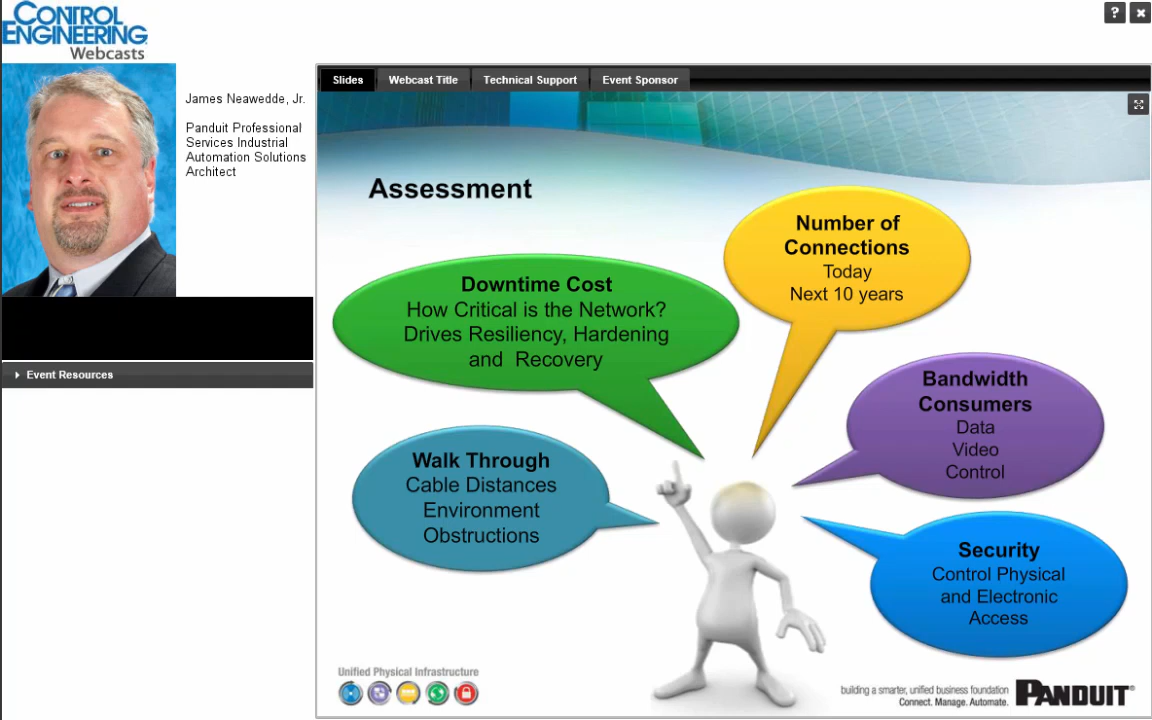 CONTROL
ENGINEERING
Webcasts
?
James Neawedde, Jr.
Panduit Professional
Services Industrial
Automation Solutions
Architect
Event Resources
Slides
Webcast Title
Technical Support
Event Sponsor
Assessment
Number of
Connections
Today
Next 10 years
Downtime Cost
How Critical is the Network?
Drives Resiliency, Hardening
and Recovery
Bandwidth
Consumers
Data
Video
Control
Walk Through
Cable Distances
Environment
Obstructions
Security
Control Physical
and Electronic
Access
Unified Physical Infrastructure
building a smarter, unified business foundation
Connect. Manage. Automate.
PANDUIT